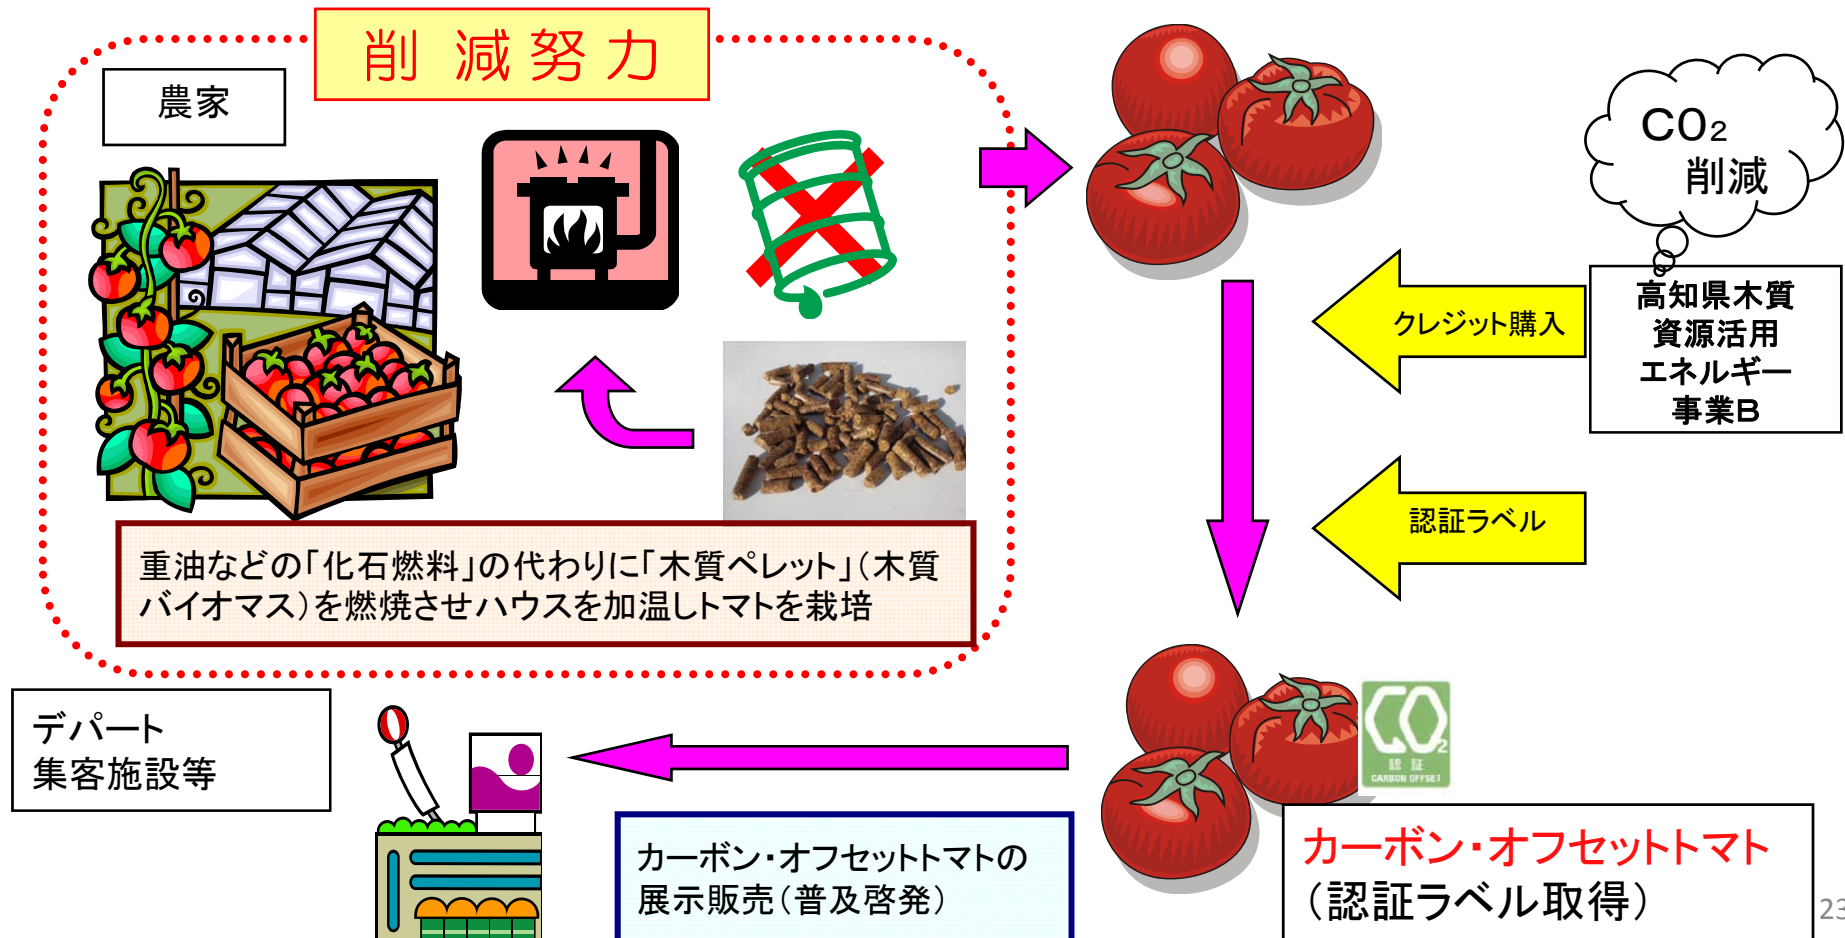 削減努力
農家
CO2
削減
クレジット購入
高知県木質
資源活用
エネルギー
事業B
認証ラベル
重油などの「化石燃料」の代わりに「木質ペレット」(木質
バイオマス)を燃焼させハウスを加温しトマトを栽培
デパート
集客施設等
カーボン・オフセットトマトの
展示販売(普及啓発)
CO2
認証
CARBON OFFSET
カーボン・オフセットトマト
(認証ラベル取得)
23